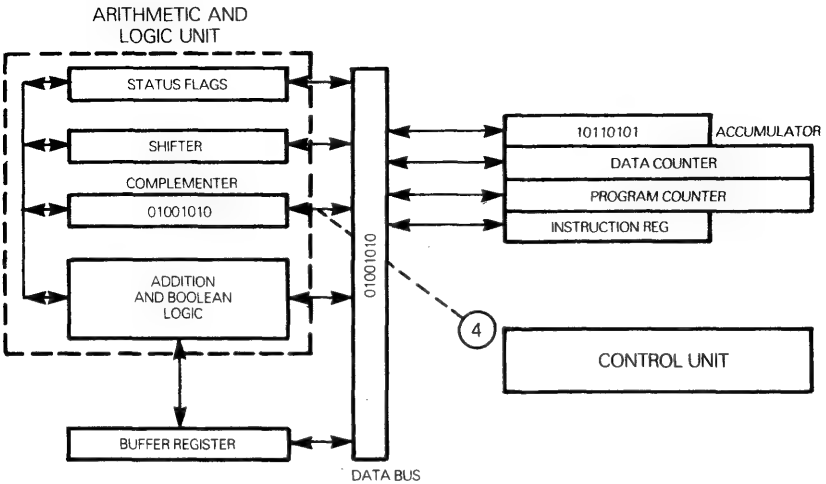 ARITHMETIC AND
LOGIC UNIT
STATUS FLAGS
SHIFTER
COMPLEMENTER
01001010
ADDITION
AND BOOLEAN
LOGIC
BUFFER REGISTER
01001010
DATA BUS
10110101
ACCUMULATOR
DATA COUNTER
PROGRAM COUNTER
INSTRUCTION REG
4
CONTROL UNIT